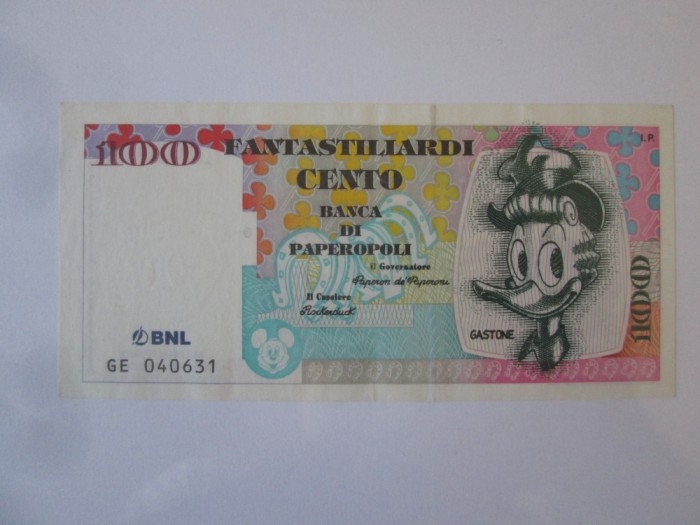 100
FANTASTILIARDI
CENTO
BANCA
DI
PAPEROPOLI
Il Governatore
Paperon de' Paperoni
Il Cassiere
Rockerduck
I.P.
GASTONE
100
BNL
GE 040631